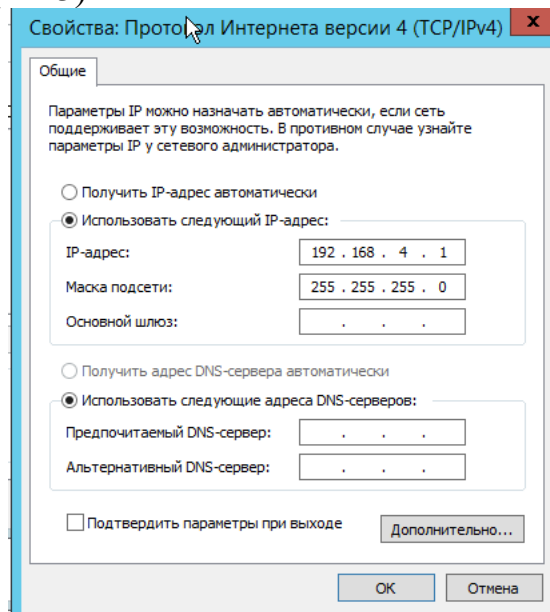 Свойства: Протокол Интернета версии 4 (TCP/IPv4) x
Общие
Параметры IP можно назначать автоматически, если сеть
поддерживает эту возможность. В противном случае узнайте
параметры IP у сетевого администратора.
Получить IP-адрес автоматически
Использовать следующий IP-адрес:
IP-адрес: 192 . 168 . 4 . 1
Маска подсети: 255 . 255 . 255 . 0
Основной шлюз: . . .
Получить адрес DNS-сервера автоматически
Использовать следующие адреса DNS-серверов:
Предпочитаемый DNS-сервер: . . .
Альтернативный DNS-сервер: . . .
Подтвердить параметры при выходе Дополнительно...
ОК Отмена